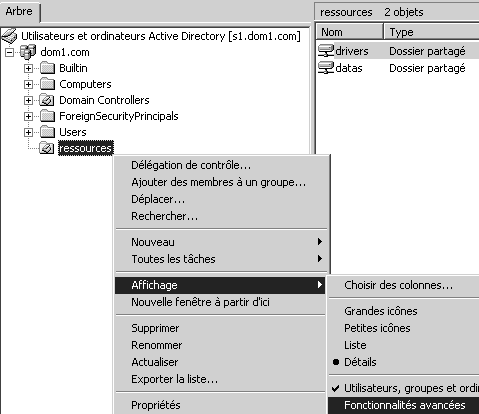 Arbre
ressources 2 objets
Utilisateurs et ordinateurs Active Directory [s1.dom1.com]
dom1.com
Builtin
Computers
Domain Controllers
ForeignSecurityPrincipals
Users
ressources
Nom Type
drivers Dossier partagé
datas Dossier partagé
Délégation de contrôle...
Ajouter des membres à un groupe...
Déplacer...
Rechercher...
Nouveau
Toutes les tâches
Affichage
Nouvelle fenêtre à partir d'ici
Supprimer
Renommer
Actualiser
Exporter la liste...
Propriétés
Choisir des colonnes...
Grandes icônes
Petites icônes
Liste
Détails
Utilisateurs, groupes et ordi
Fonctionnalités avancées